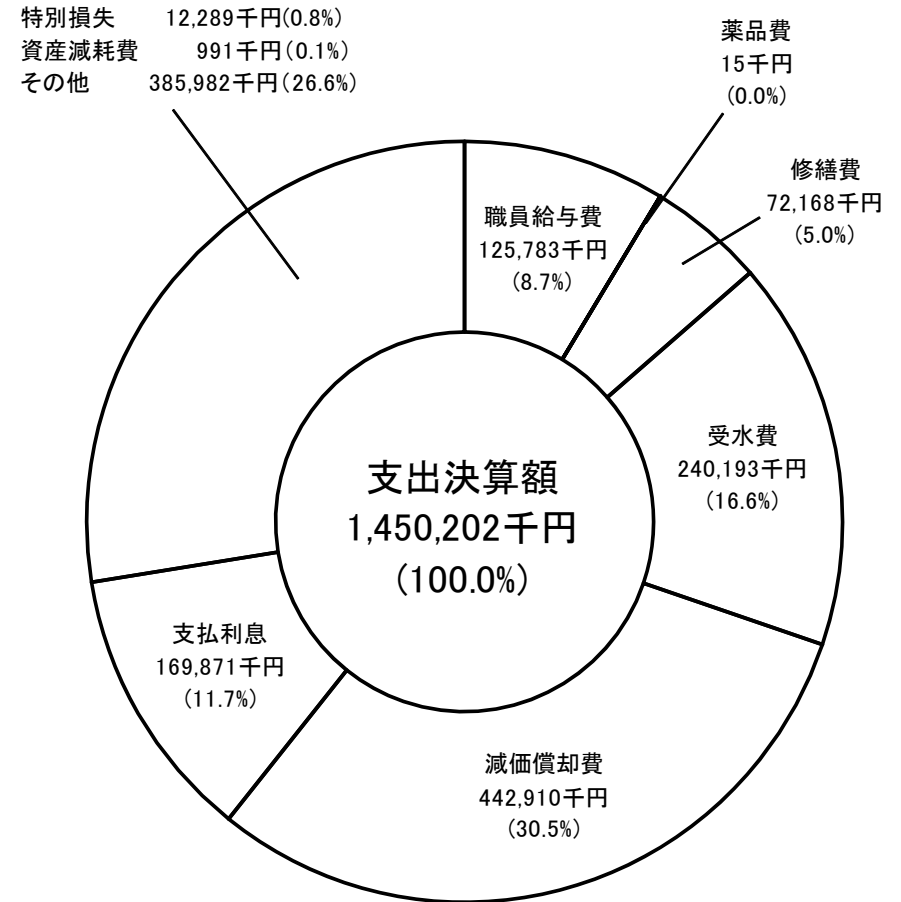 特別損失 12,289千円(0.8%)
資産減耗費 991千円(0.1%)
その他 385,982千円(26.6%)
薬品費
15千円
(0.0%)
修繕費
72,168千円
(5.0%)
職員給与費
125,783千円
(8.7%)
受水費
240,193千円
(16.6%)
支出決算額
1,450,202千円
(100.0%)
支払利息
169,871千円
(11.7%)
減価償却費
442,910千円
(30.5%)